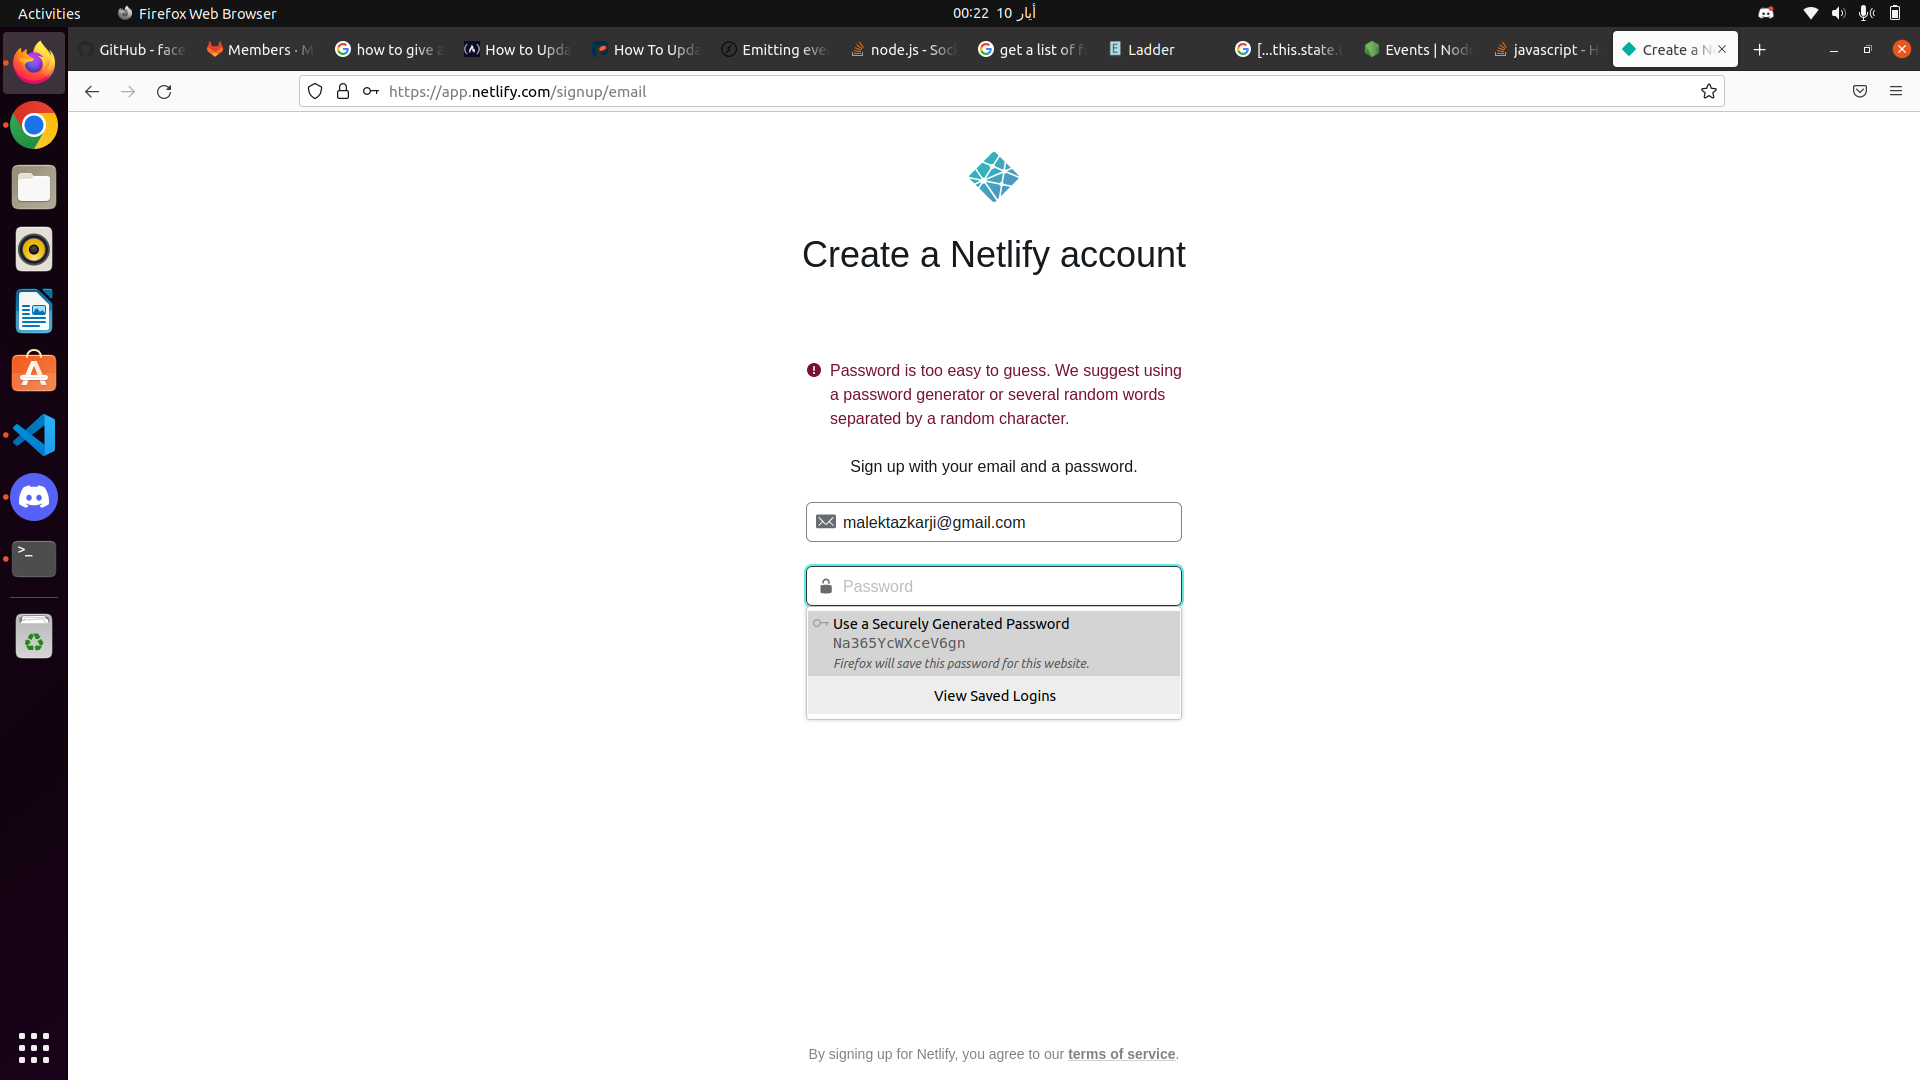 Activities
Firefox Web Browser
00:22 10 أيار
GitHub - face
Members · M
how to give a
How to Upda
How To Upda
Emitting eve
node.js - Soc
get a list of f
Ladder
[...this.state.
Events | Nod
javascript - H
Create a N
https://app.netlify.com/signup/email
Create a Netlify account
Password is too easy to guess. We suggest using
a password generator or several random words
separated by a random character.
Sign up with your email and a password.
malektazkarji@gmail.com
Password
Use a Securely Generated Password
Na365YcWXceV6gn
Firefox will save this password for this website.
View Saved Logins
By signing up for Netlify, you agree to our terms of service.